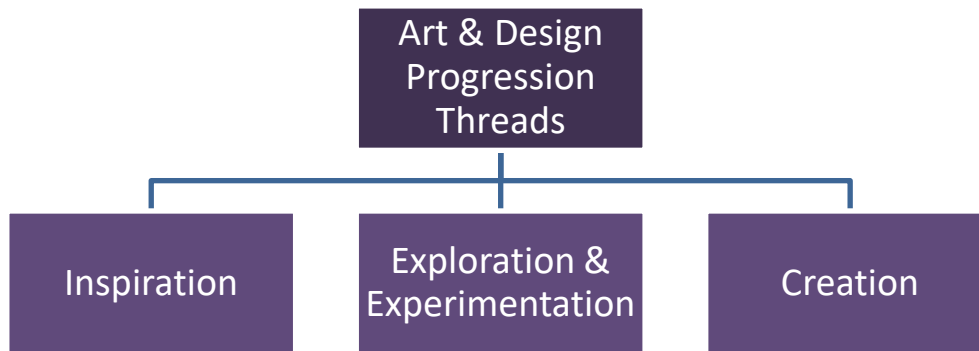 Art & Design
Progression
Threads
Inspiration
Exploration &
Experimentation
Creation